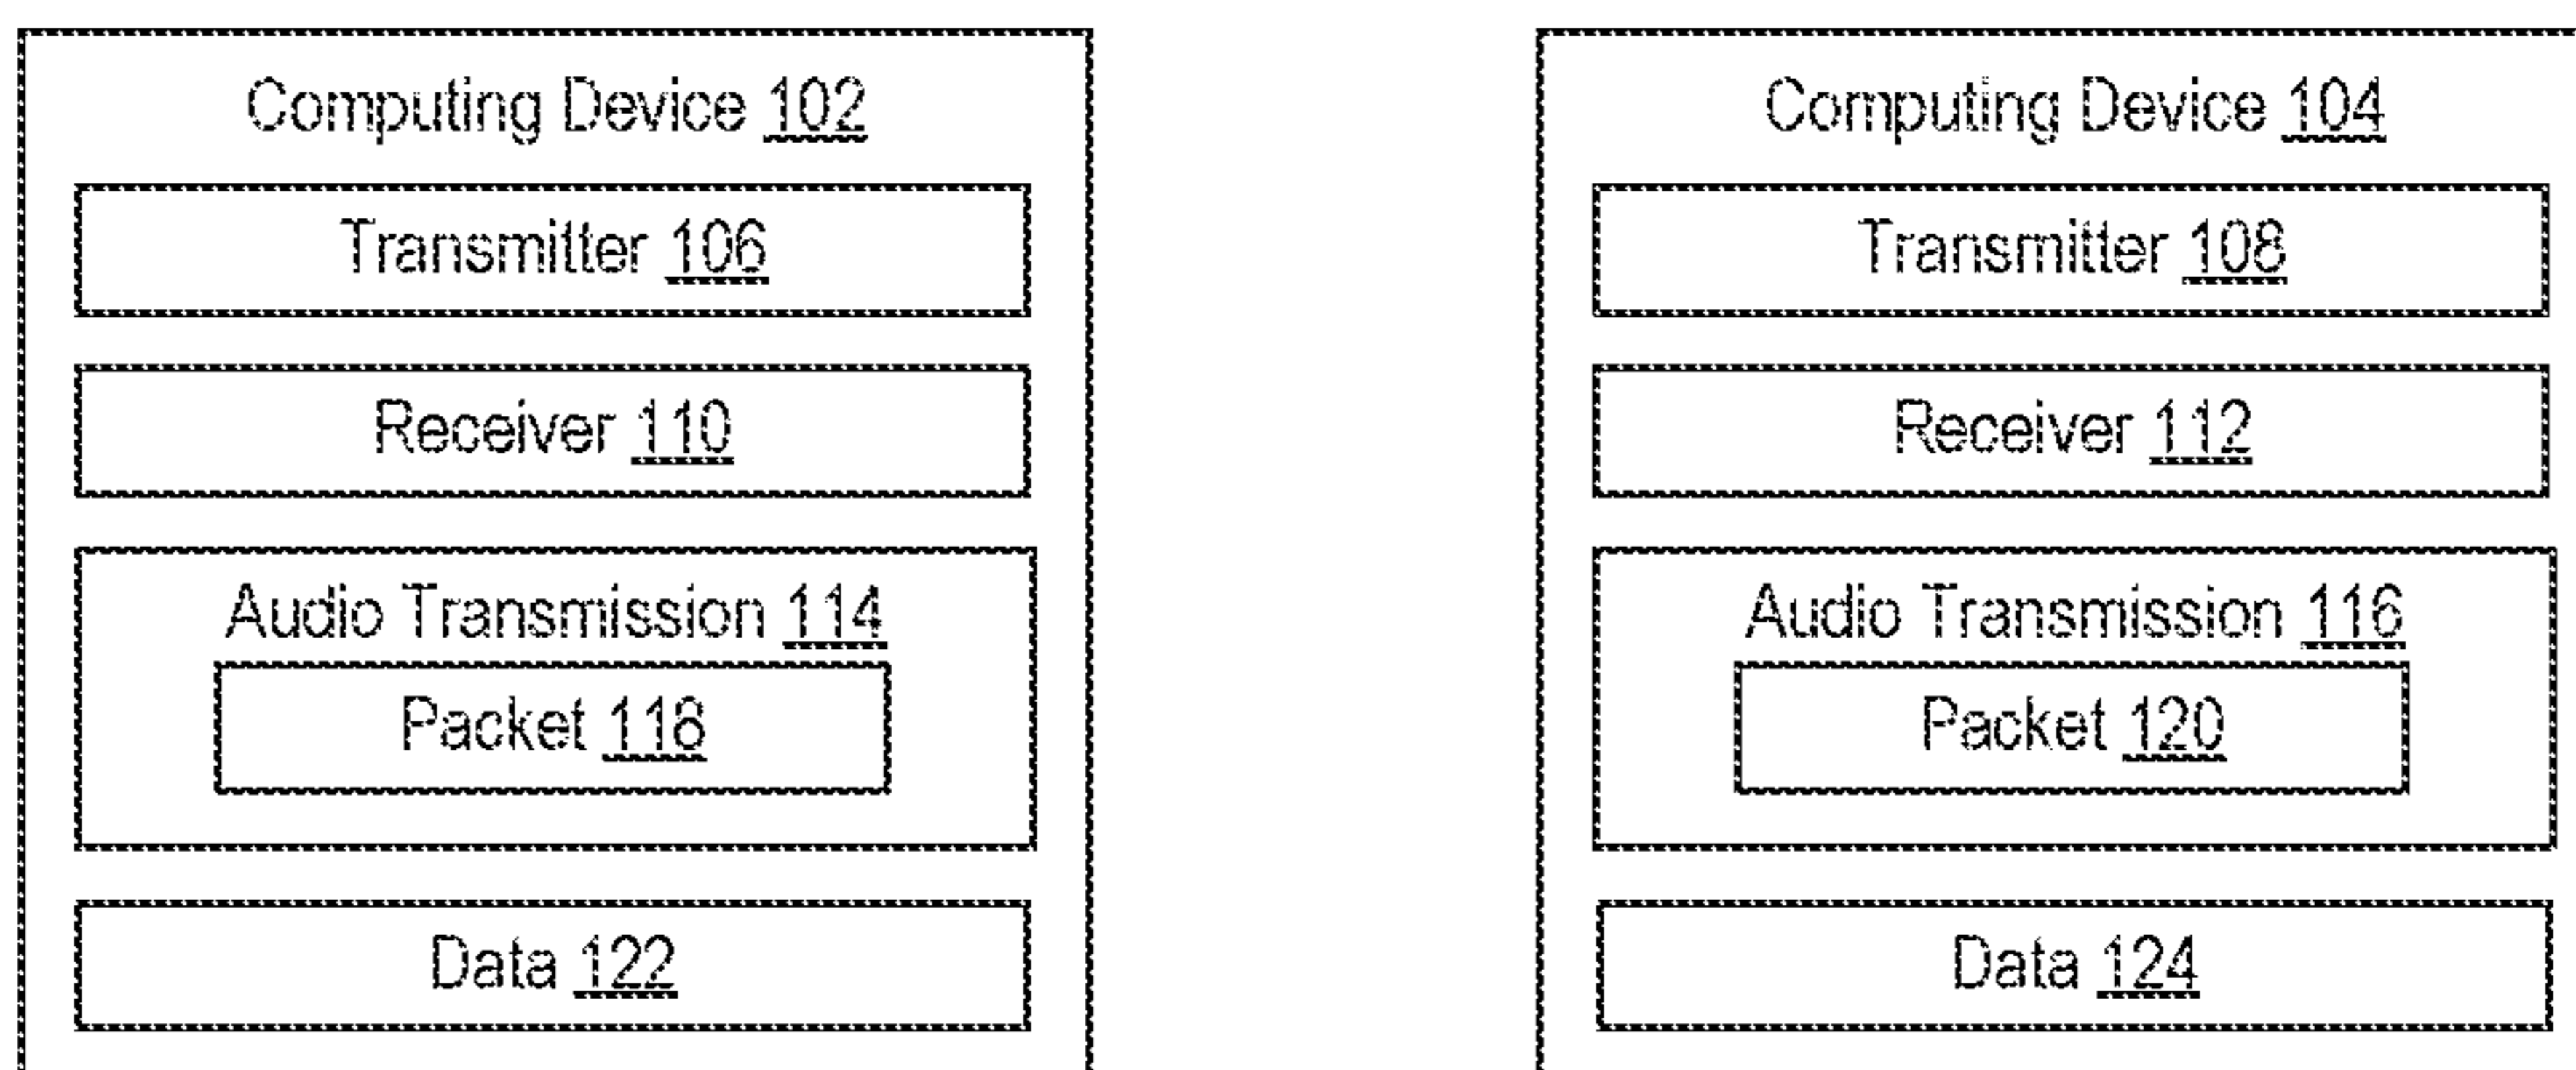 Computing Device 102
Transmitter 106
Receiver 110
Audio Transmission 114
Packet 118
Data 122
Computing Device 104
Transmitter 108
Receiver 112
Audio Transmission 116
Packet 120
Data 124